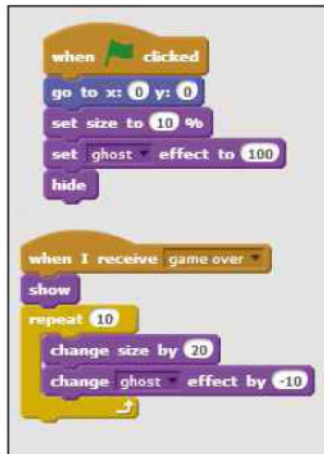 when clicked
go to x: 0 y: 0
set size to 10 %
set ghost effect to 100
hide
when I receive game over
show
repeat 10
change size by 20
change ghost effect by -10